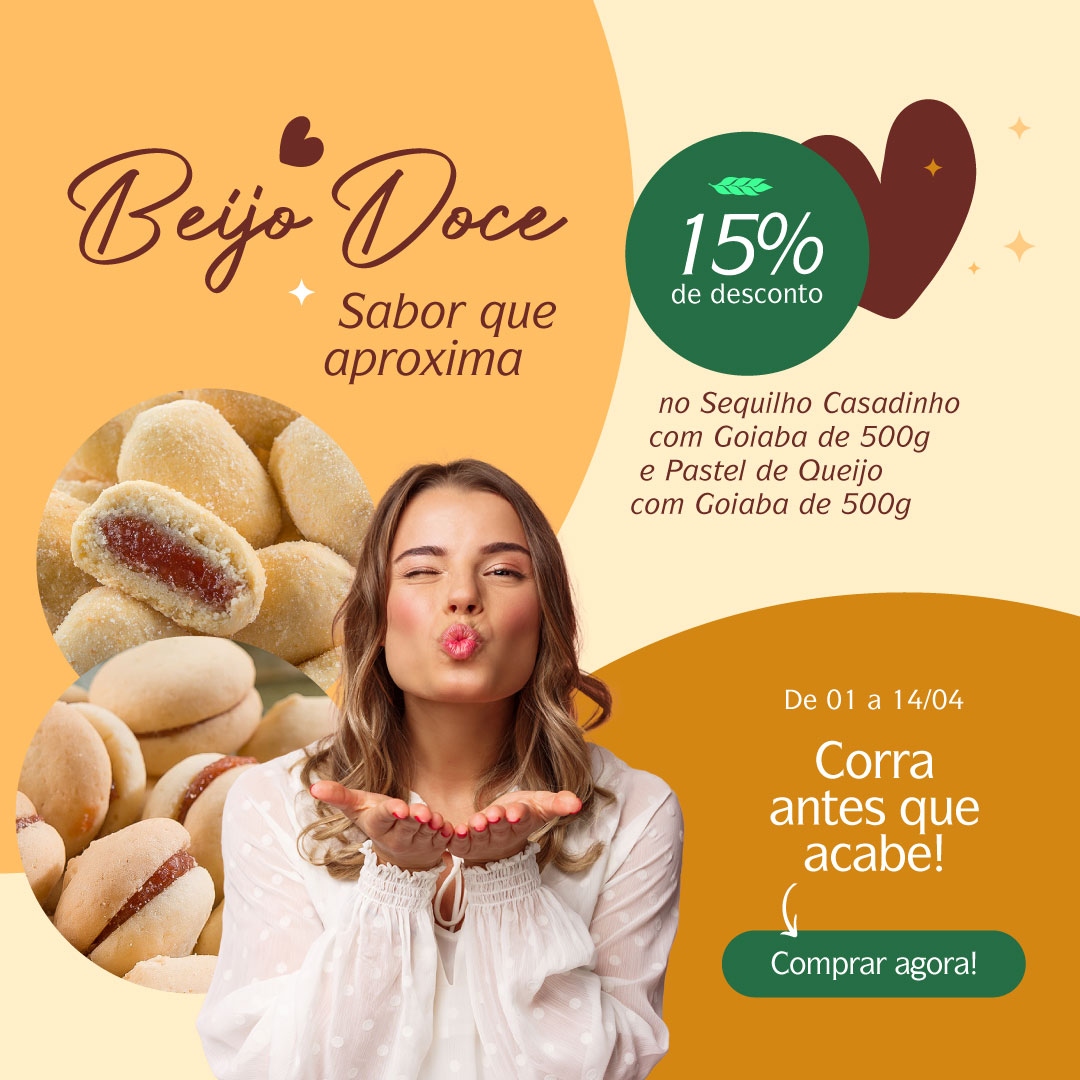 Beijo Doce
Sabor que
aproxima
15%
de desconto
no Sequilho Casadinho
com Goiaba de 500g
e Pastel de Queijo
com Goiaba de 500g
De 01 a 14/04
Corra
antes que
acabe!
Comprar agora!